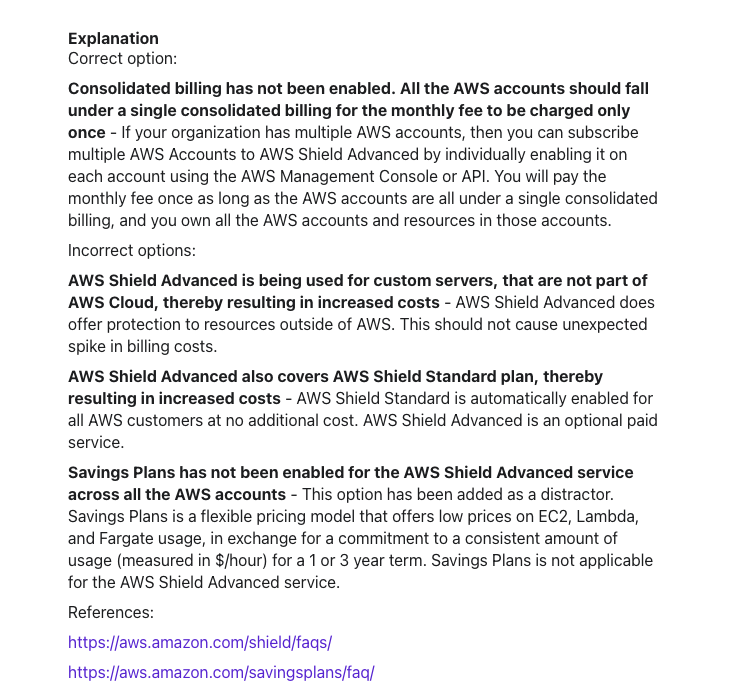 Explanation
Correct option:
Consolidated billing has not been enabled. All the AWS accounts should fall
under a single consolidated billing for the monthly fee to be charged only
once - If your organization has multiple AWS accounts, then you can subscribe
multiple AWS Accounts to AWS Shield Advanced by individually enabling it on
each account using the AWS Management Console or API. You will pay the
monthly fee once as long as the AWS accounts are all under a single consolidated
billing, and you own all the AWS accounts and resources in those accounts.
Incorrect options:
AWS Shield Advanced is being used for custom servers, that are not part of
AWS Cloud, thereby resulting in increased costs - AWS Shield Advanced does
offer protection to resources outside of AWS. This should not cause unexpected
spike in billing costs.
AWS Shield Advanced also covers AWS Shield Standard plan, thereby
resulting in increased costs - AWS Shield Standard is automatically enabled for
all AWS customers at no additional cost. AWS Shield Advanced is an optional paid
service.
Savings Plans has not been enabled for the AWS Shield Advanced service
across all the AWS accounts - This option has been added as a distractor.
Savings Plans is a flexible pricing model that offers low prices on EC2, Lambda,
and Fargate usage, in exchange for a commitment to a consistent amount of
usage (measured in $/hour) for a 1 or 3 year term. Savings Plans is not applicable
for the AWS Shield Advanced service.
References:
https://aws.amazon.com/shield/faqs/
https://aws.amazon.com/savingsplans/faq/